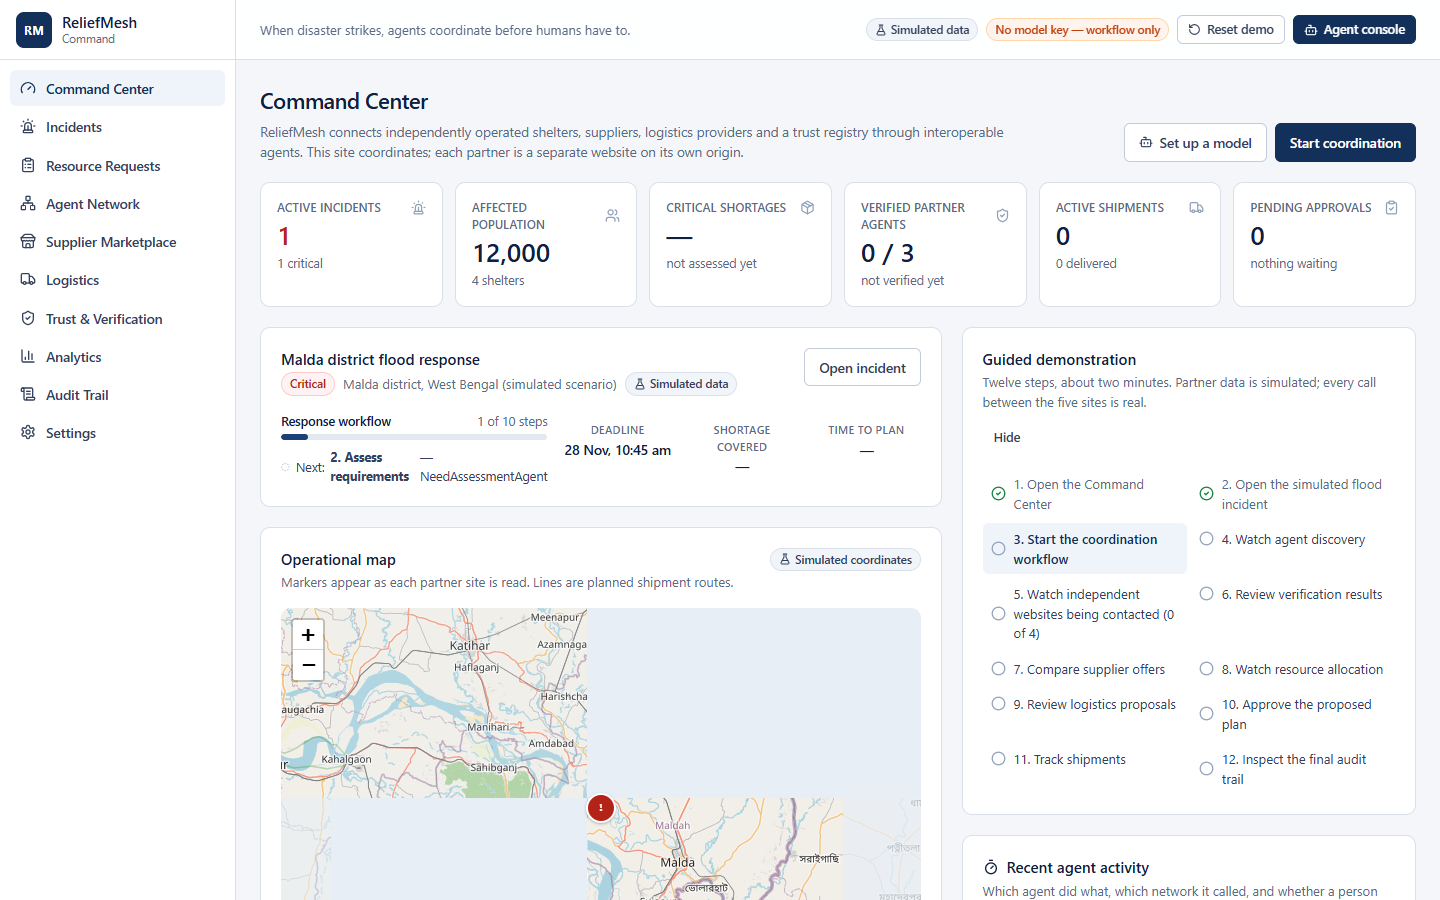 RM
ReliefMesh
Command
When disaster strikes, agents coordinate before humans have to.
Simulated data
No model key — workflow only
Reset demo
Agent console
Command Center
Incidents
Resource Requests
Agent Network
Supplier Marketplace
Logistics
Trust & Verification
Analytics
Audit Trail
Settings
Command Center
ReliefMesh connects independently operated shelters, suppliers, logistics providers and a trust registry through interoperable
agents. This site coordinates; each partner is a separate website on its own origin.
Set up a model
Start coordination
ACTIVE INCIDENTS
1
1 critical
AFFECTED
POPULATION
12,000
4 shelters
CRITICAL SHORTAGES
—
not assessed yet
VERIFIED PARTNER
AGENTS
0 / 3
not verified yet
ACTIVE SHIPMENTS
0
0 delivered
PENDING APPROVALS
0
nothing waiting
Malda district flood response
Critical
Malda district, West Bengal (simulated scenario)
Simulated data
Open incident
Response workflow
1 of 10 steps
Next:
2. Assess
requirements
—
NeedAssessmentAgent
DEADLINE
28 Nov, 10:45 am
SHORTAGE
COVERED
—
TIME TO PLAN
—
Operational map
Simulated coordinates
Markers appear as each partner site is read. Lines are planned shipment routes.
+
−
Meenapur
Katihar
Azamnaga
Haflaganj
Harishcha
augachia
Manihari
Amdabad
Kahalgaon
Sahibganj
!
Maldah
Malda
সরাইগাছি
ভোলারহাট
Guided demonstration
Twelve steps, about two minutes. Partner data is simulated; every call
between the five sites is real.
Hide
1. Open the Command
Center
2. Open the simulated flood
incident
3. Start the coordination
workflow
4. Watch agent discovery
5. Watch independent
websites being contacted (0
of 4)
6. Review verification results
7. Compare supplier offers
8. Watch resource allocation
9. Review logistics proposals
10. Approve the proposed
plan
11. Track shipments
12. Inspect the final audit
trail
Recent agent activity
Which agent did what, which network it called, and whether a person